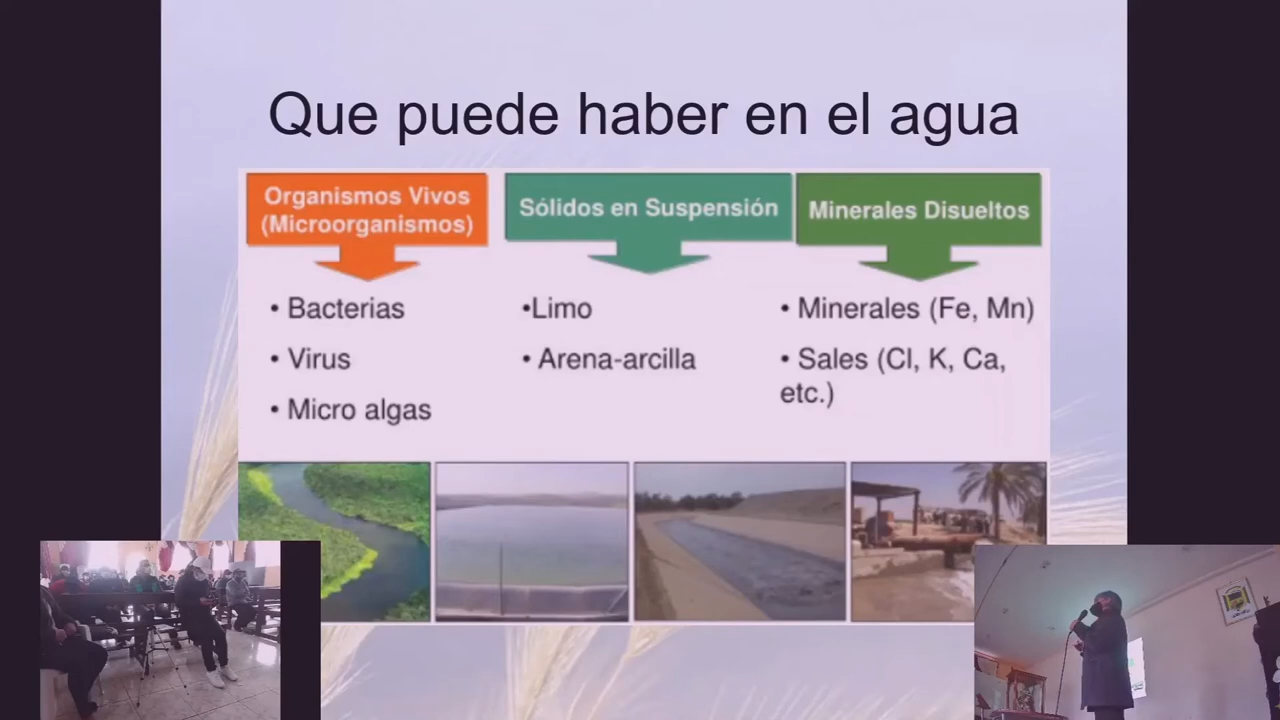 Que puede haber en el agua
Organismos Vivos
(Microorganismos)
• Bacterias
• Virus
• Micro algas
Sólidos en Suspensión
•Limo
• Arena-arcilla
Minerales Disueltos
• Minerales (Fe, Mn)
• Sales (Cl, K, Ca,
etc.)